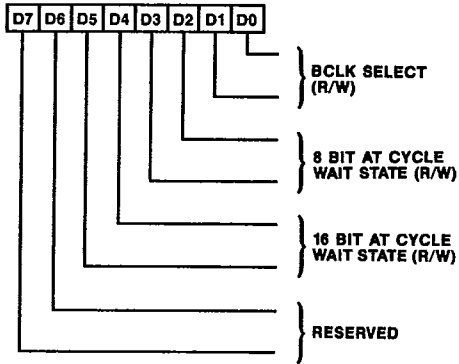 D7 D6 D5 D4 D3 D2 D1 D0
BCLK SELECT
(R/W)
8 BIT AT CYCLE
WAIT STATE (R/W)
16 BIT AT CYCLE
WAIT STATE (R/W)
RESERVED